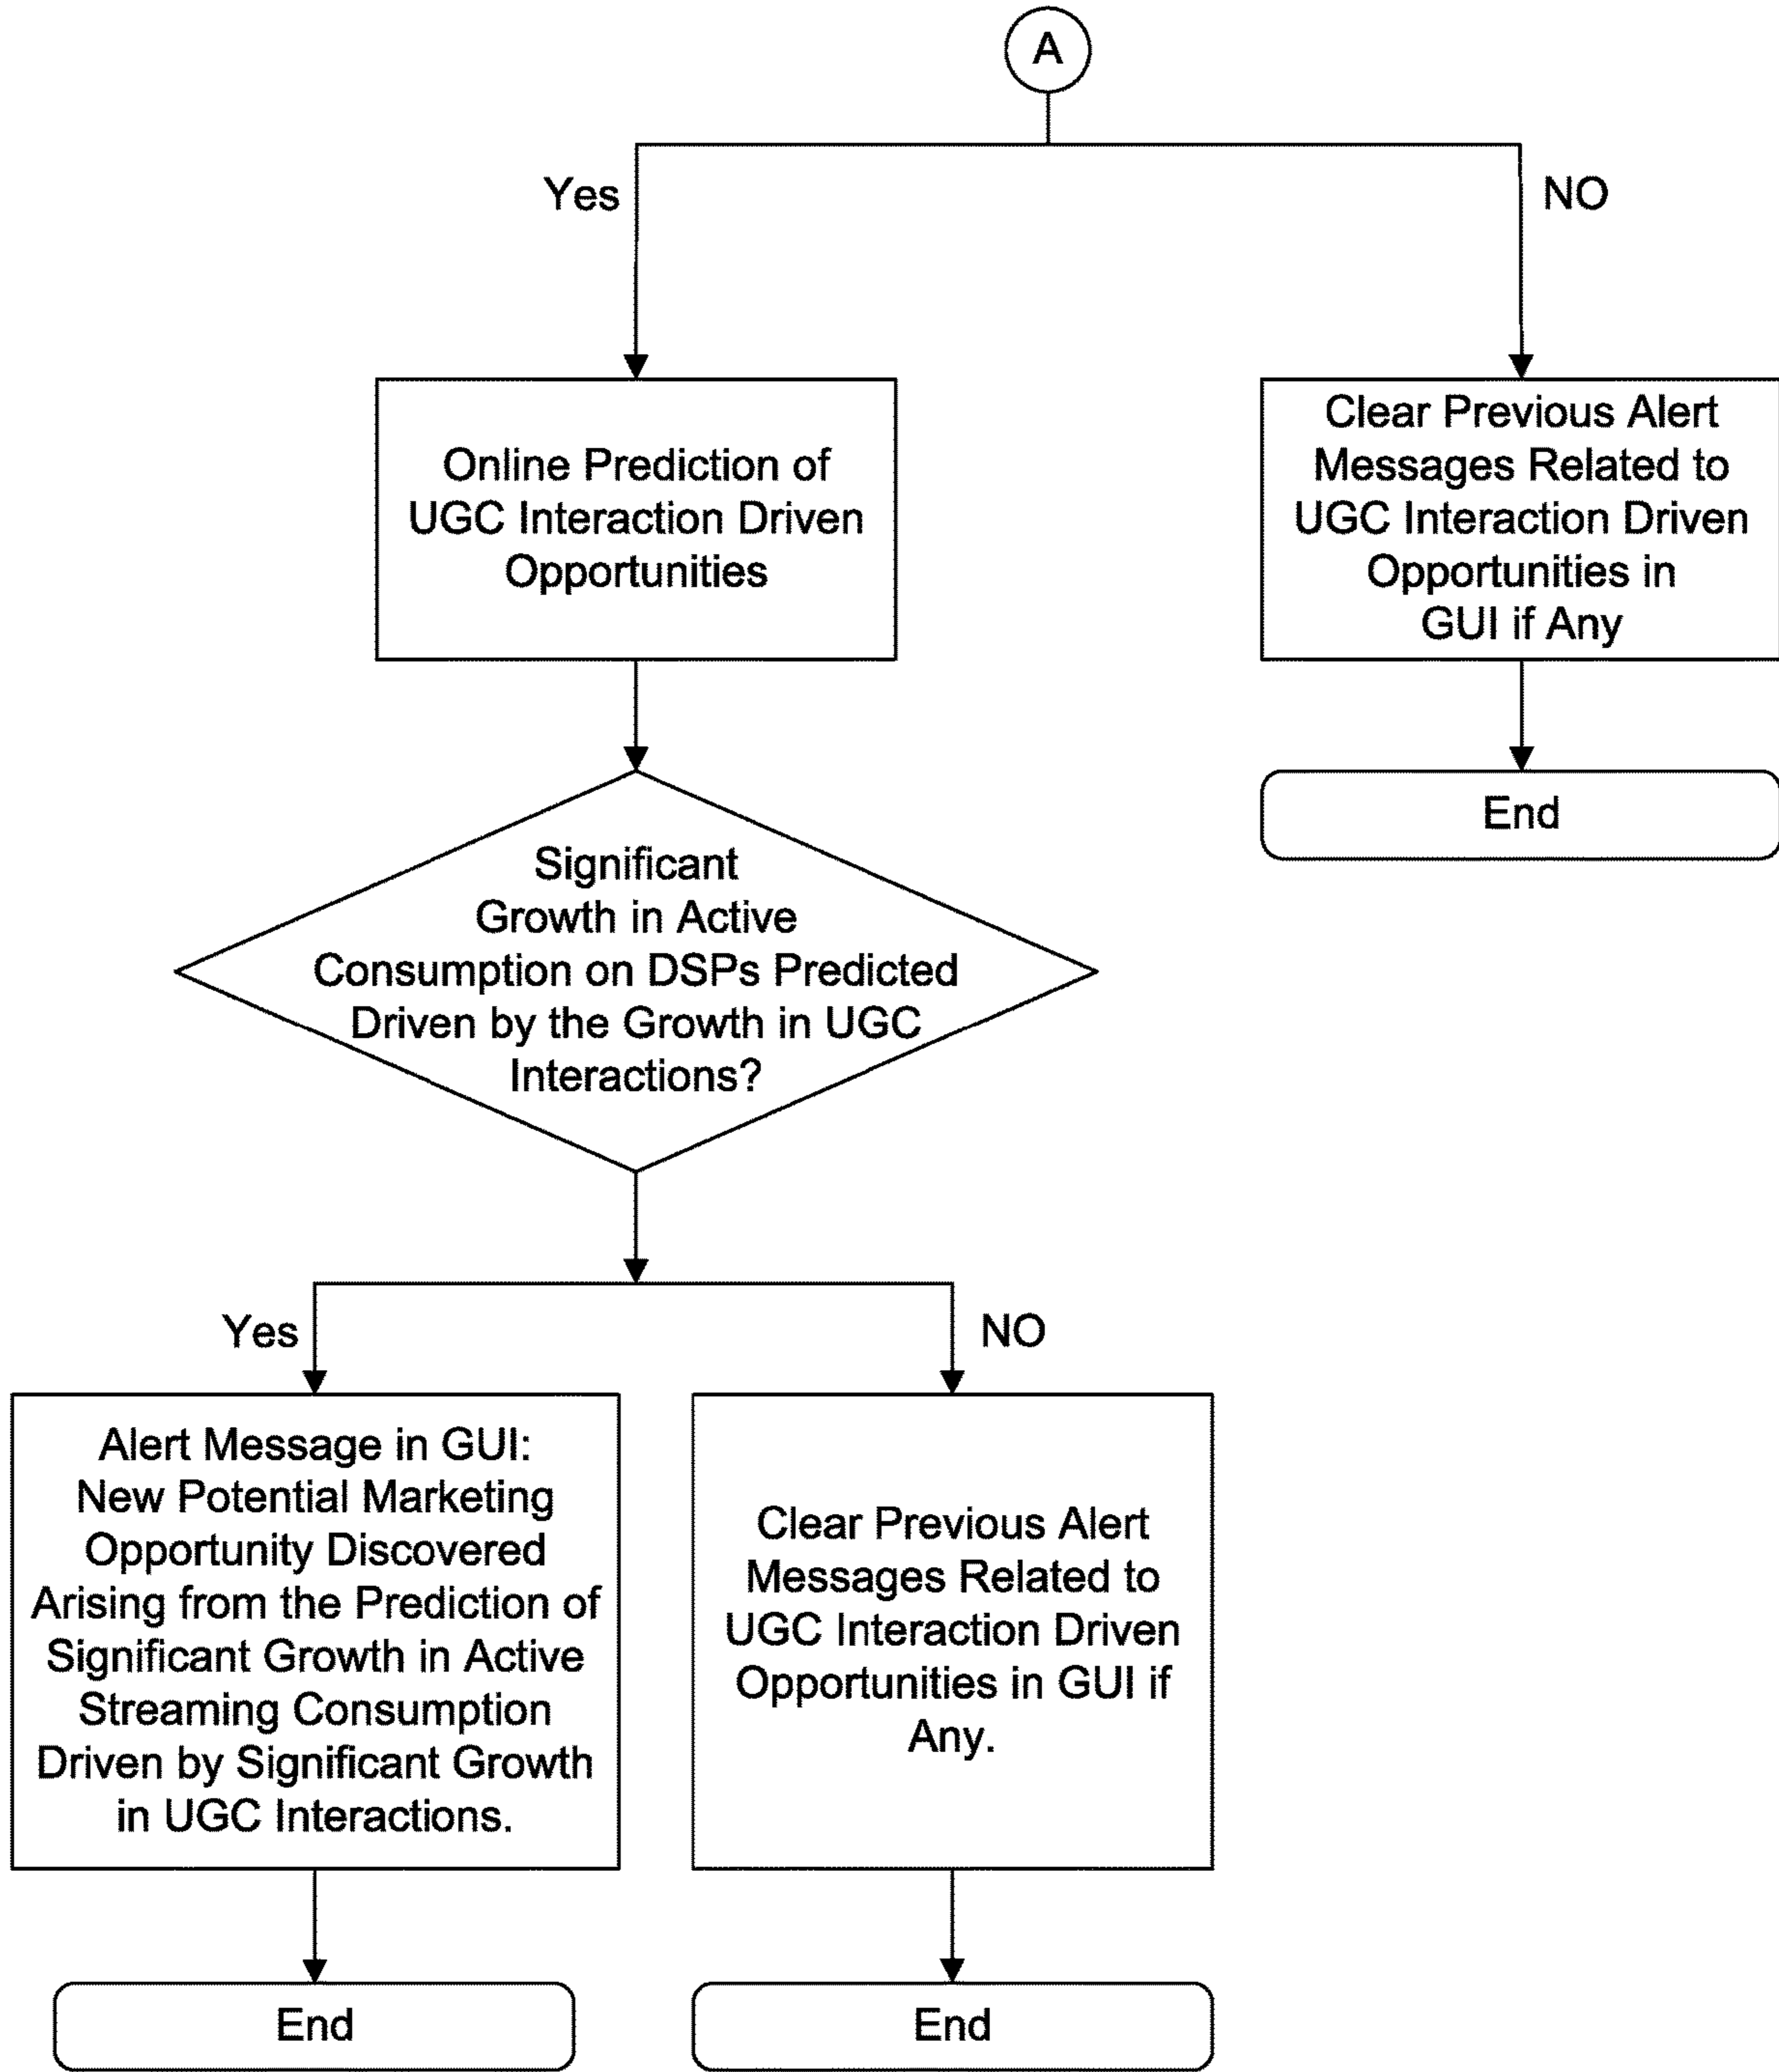 A
Yes
NO
Online Prediction of
UGC Interaction Driven
Opportunities
Clear Previous Alert
Messages Related to
UGC Interaction Driven
Opportunities in
GUI if Any
End
Significant
Growth in Active
Consumption on DSPs Predicted
Driven by the Growth in UGC
Interactions?
Yes
NO
Alert Message in GUI:
New Potential Marketing
Opportunity Discovered
Arising from the Prediction of
Significant Growth in Active
Streaming Consumption
Driven by Significant Growth
in UGC Interactions.
Clear Previous Alert
Messages Related to
UGC Interaction Driven
Opportunities in GUI if
Any.
End
End